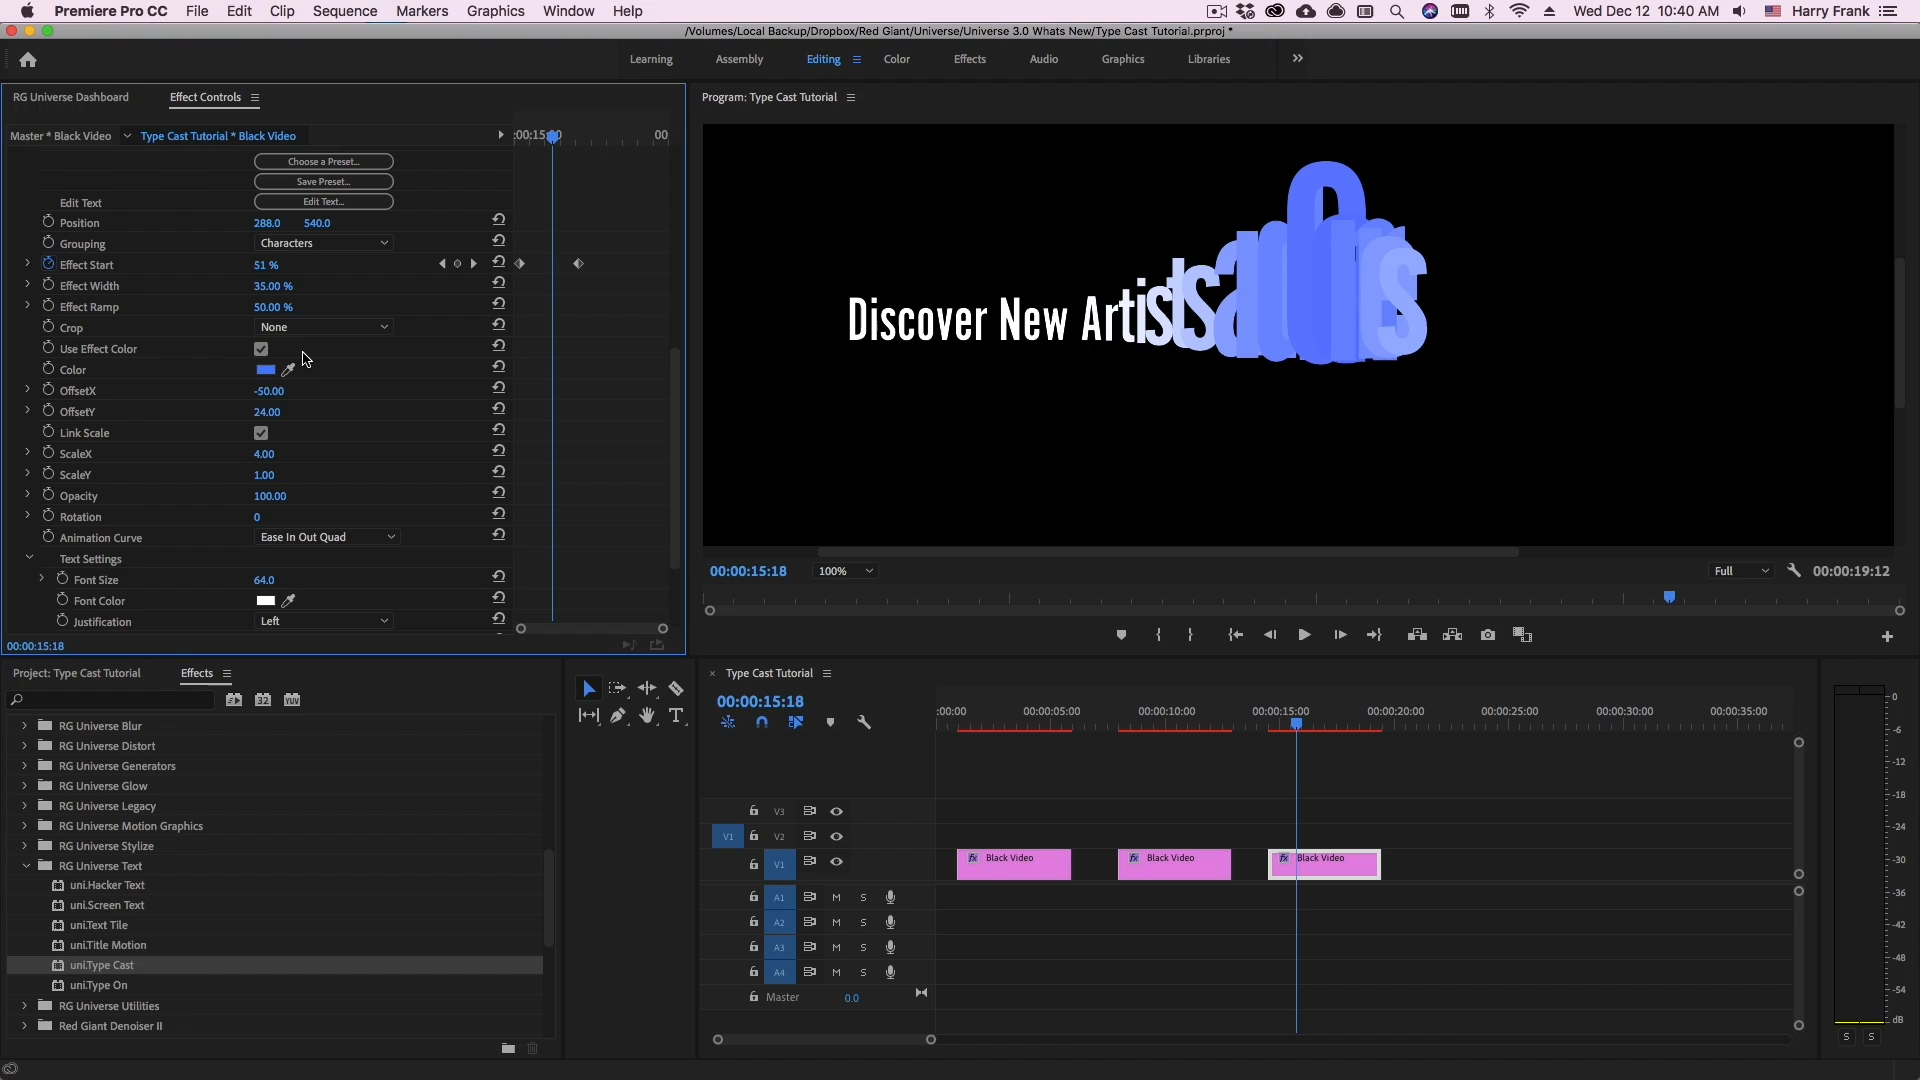 Premiere Pro CC File Edit Clip Sequence Markers Graphics Window Help Wed Dec 12 10:40 AM Harry Frank
/Volumes/Local Backup/Dropbox/Red Giant/Universe/Universe 3.0 Whats New/Type Cast Tutorial.prproj *
Learning Assembly Editing Color Effects Audio Graphics Libraries
RG Universe Dashboard Effect Controls
Program: Type Cast Tutorial
Master * Black Video Type Cast Tutorial * Black Video
:00:15:00 00
Choose a Preset...
Save Preset...
Edit Text Edit Text...
Position 288.0 540.0
Grouping Characters
Effect Start 51 %
Effect Width 35.00 %
Effect Ramp 50.00 %
Crop None
Use Effect Color
Color
OffsetX -50.00
OffsetY 24.00
Link Scale
ScaleX 4.00
ScaleY 1.00
Opacity 100.00
Rotation 0
Animation Curve Ease In Out Quad
Text Settings
Font Size 64.0
Font Color
Justification Left
00:00:15:18
Discover New Artists
00:00:15:18 100% Full 00:00:19:12
Project: Type Cast Tutorial Effects
32 YUV
RG Universe Blur
RG Universe Distort
RG Universe Generators
RG Universe Glow
RG Universe Legacy
RG Universe Motion Graphics
RG Universe Stylize
RG Universe Text
uni.Hacker Text
uni.Screen Text
uni.Text Tile
uni.Title Motion
uni.Type Cast
uni.Type On
RG Universe Utilities
Red Giant Denoiser II
× Type Cast Tutorial
00:00:15:18
:00:00 00:00:05:00 00:00:10:00 00:00:15:00 00:00:20:00 00:00:25:00 00:00:30:00 00:00:35:00
V3
V1 V2
V1 fx Black Video fx Black Video fx Black Video
A1 M S
A2 M S
A3 M S
A4 M S
Master 0.0
0
-6
-12
-18
-24
-30
-36
-42
-48
-54
dB
S S